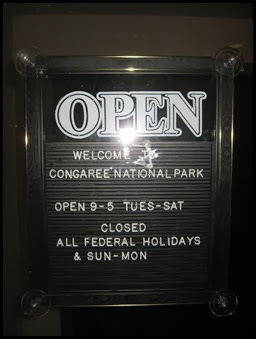 OPEN
WELCOME TO
CONGAREE NATIONAL PARK
OPEN 9-5 TUES-SAT
CLOSED
ALL FEDERAL HOLIDAYS
& SUN-MON